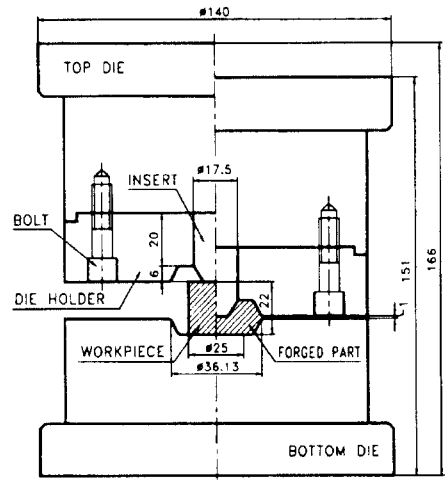 ø140
TOP DIE
INSERT
ø17.5
BOLT
20
6
DIE HOLDER
22
1
151
166
WORKPIECE
ø25
FORGED PART
ø36.13
BOTTOM DIE